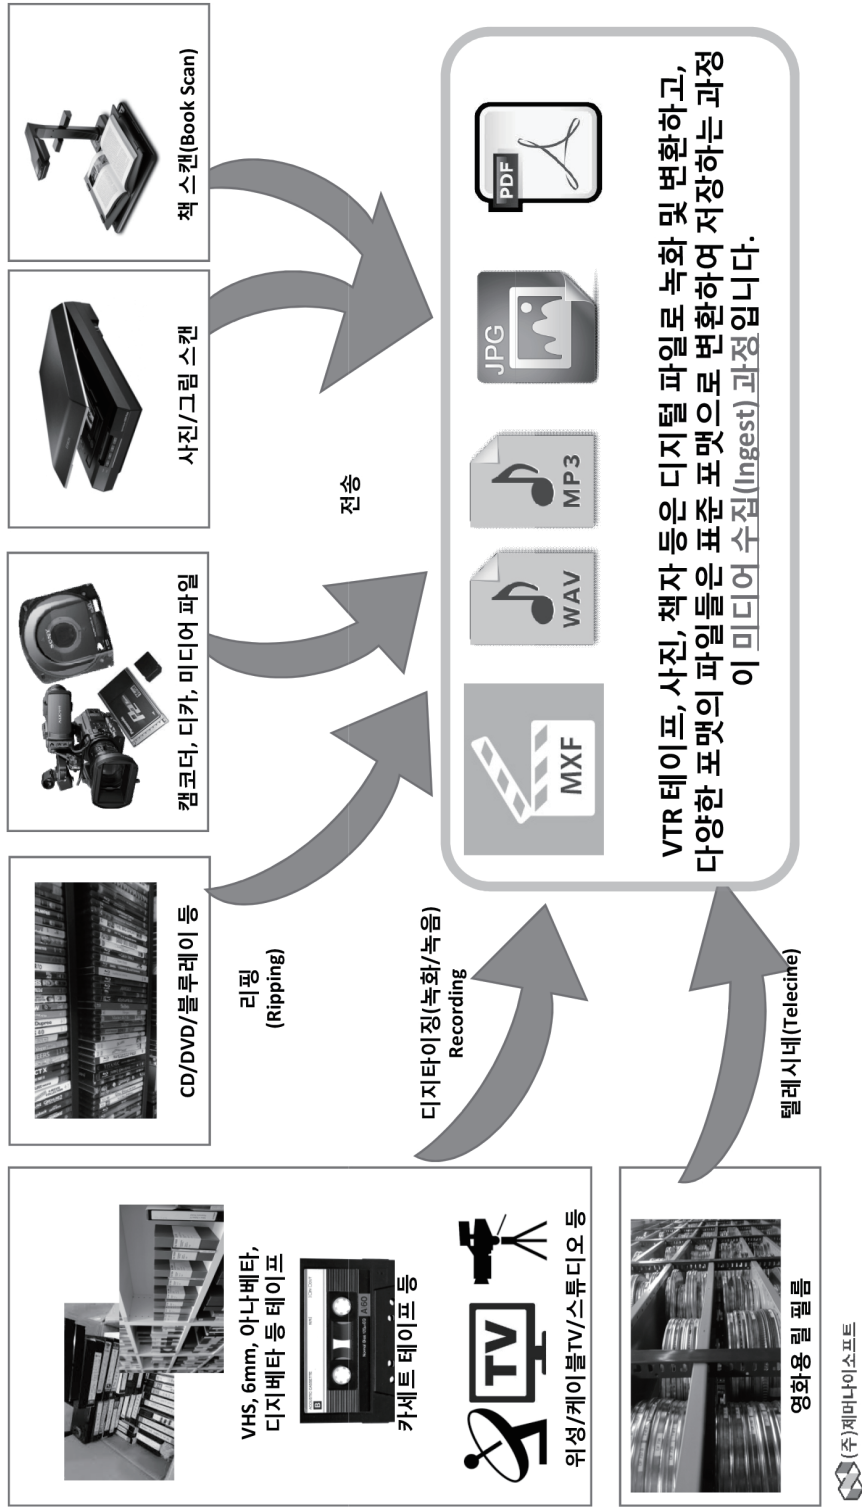 VHS, 6mm, 아나베타,
디지베타 등 테이프
카세트 테이프 등
TV
위성/케이블TV/스튜디오 등
CD/DVD/블루레이 등
캠코더, 디카, 미디어 파일
사진/그림 스캔
책 스캔(Book Scan)
리핑
(Ripping)
전송
디지타이징(녹화/녹음)
Recording
MXF
WAV
MP3
JPG
PDF
VTR 테이프, 사진, 책자 등은 디지털 파일로 녹화 및 변환하고,
다양한 포맷의 파일들은 표준 포맷으로 변환하여 저장하는 과정
이 미디어 수집(Ingest) 과정입니다.
영화용 릴 필름
텔레시네(Telecine)
(주)제머나이소프트